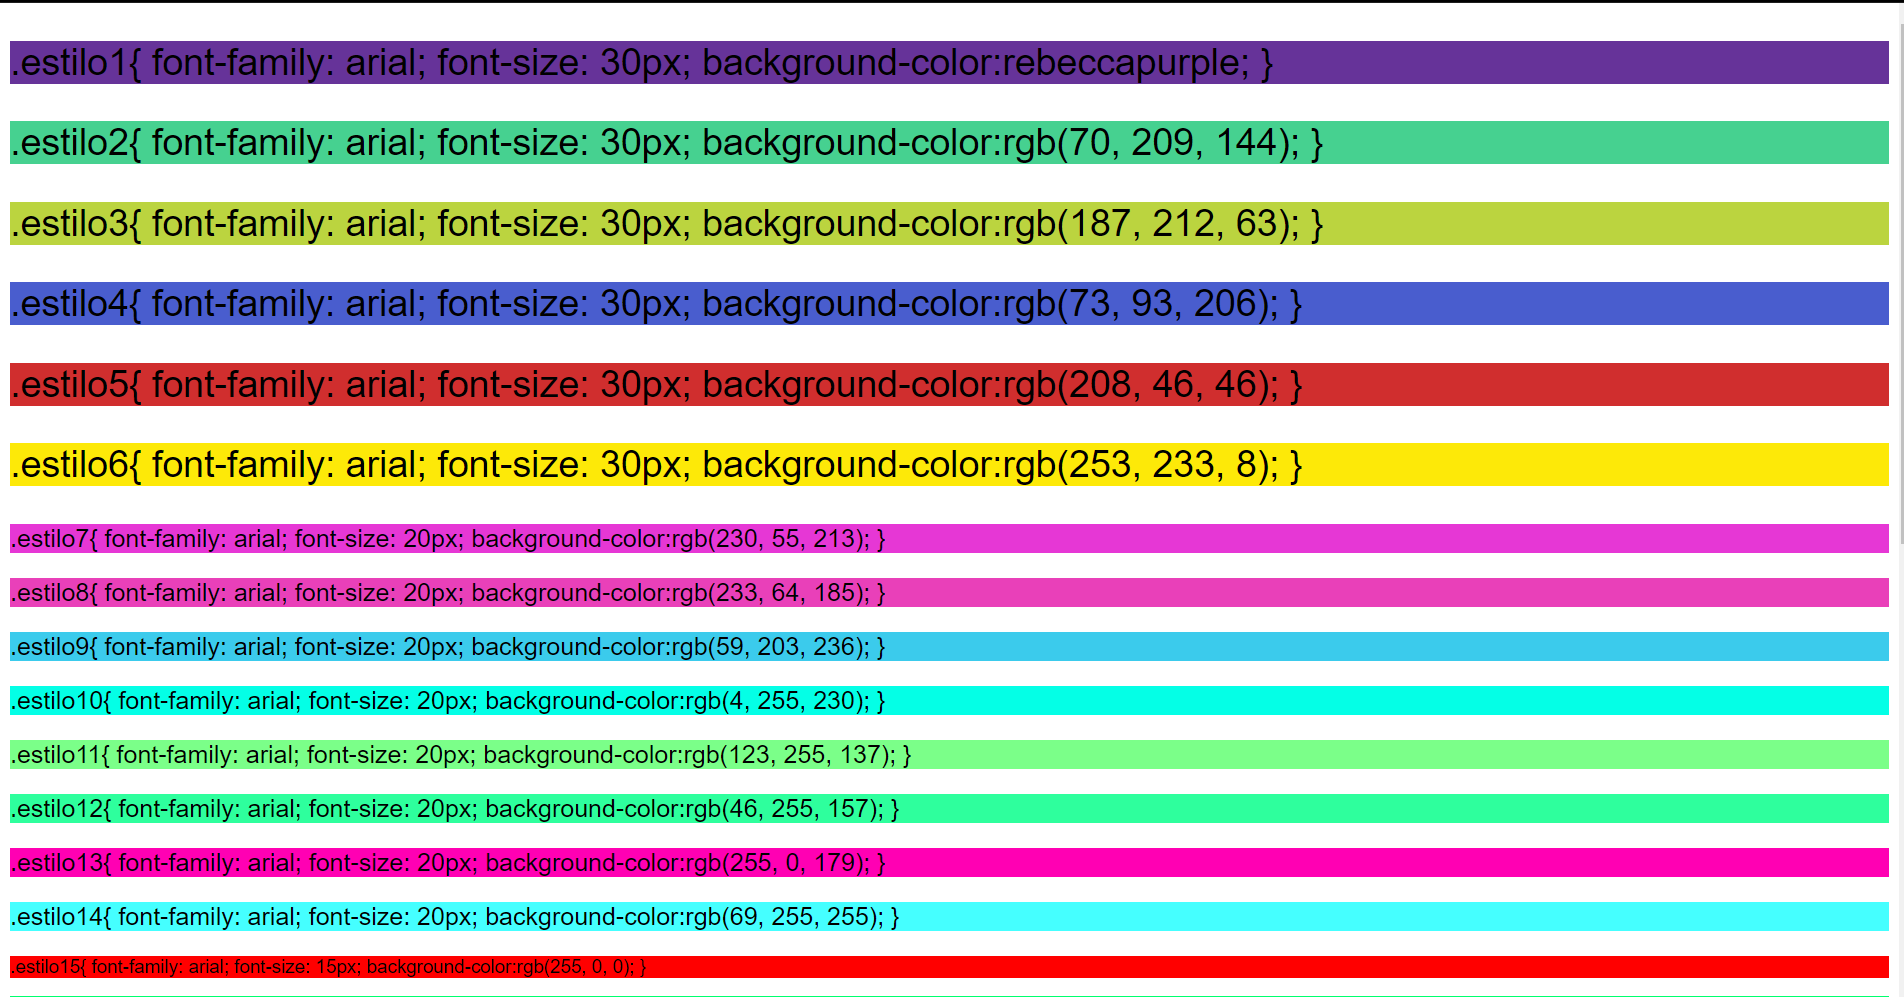 .estilo1{ font-family: arial; font-size: 30px; background-color:rebeccapurple; }
.estilo2{ font-family: arial; font-size: 30px; background-color:rgb(70, 209, 144); }
.estilo3{ font-family: arial; font-size: 30px; background-color:rgb(187, 212, 63); }
.estilo4{ font-family: arial; font-size: 30px; background-color:rgb(73, 93, 206); }
.estilo5{ font-family: arial; font-size: 30px; background-color:rgb(208, 46, 46); }
.estilo6{ font-family: arial; font-size: 30px; background-color:rgb(253, 233, 8); }
.estilo7{ font-family: arial; font-size: 20px; background-color:rgb(230, 55, 213); }
.estilo8{ font-family: arial; font-size: 20px; background-color:rgb(233, 64, 185); }
.estilo9{ font-family: arial; font-size: 20px; background-color:rgb(59, 203, 236); }
.estilo10{ font-family: arial; font-size: 20px; background-color:rgb(4, 255, 230); }
.estilo11{ font-family: arial; font-size: 20px; background-color:rgb(123, 255, 137); }
.estilo12{ font-family: arial; font-size: 20px; background-color:rgb(46, 255, 157); }
.estilo13{ font-family: arial; font-size: 20px; background-color:rgb(255, 0, 179); }
.estilo14{ font-family: arial; font-size: 20px; background-color:rgb(69, 255, 255); }
.estilo15{ font-family: arial; font-size: 15px; background-color:rgb(255, 0, 0); }